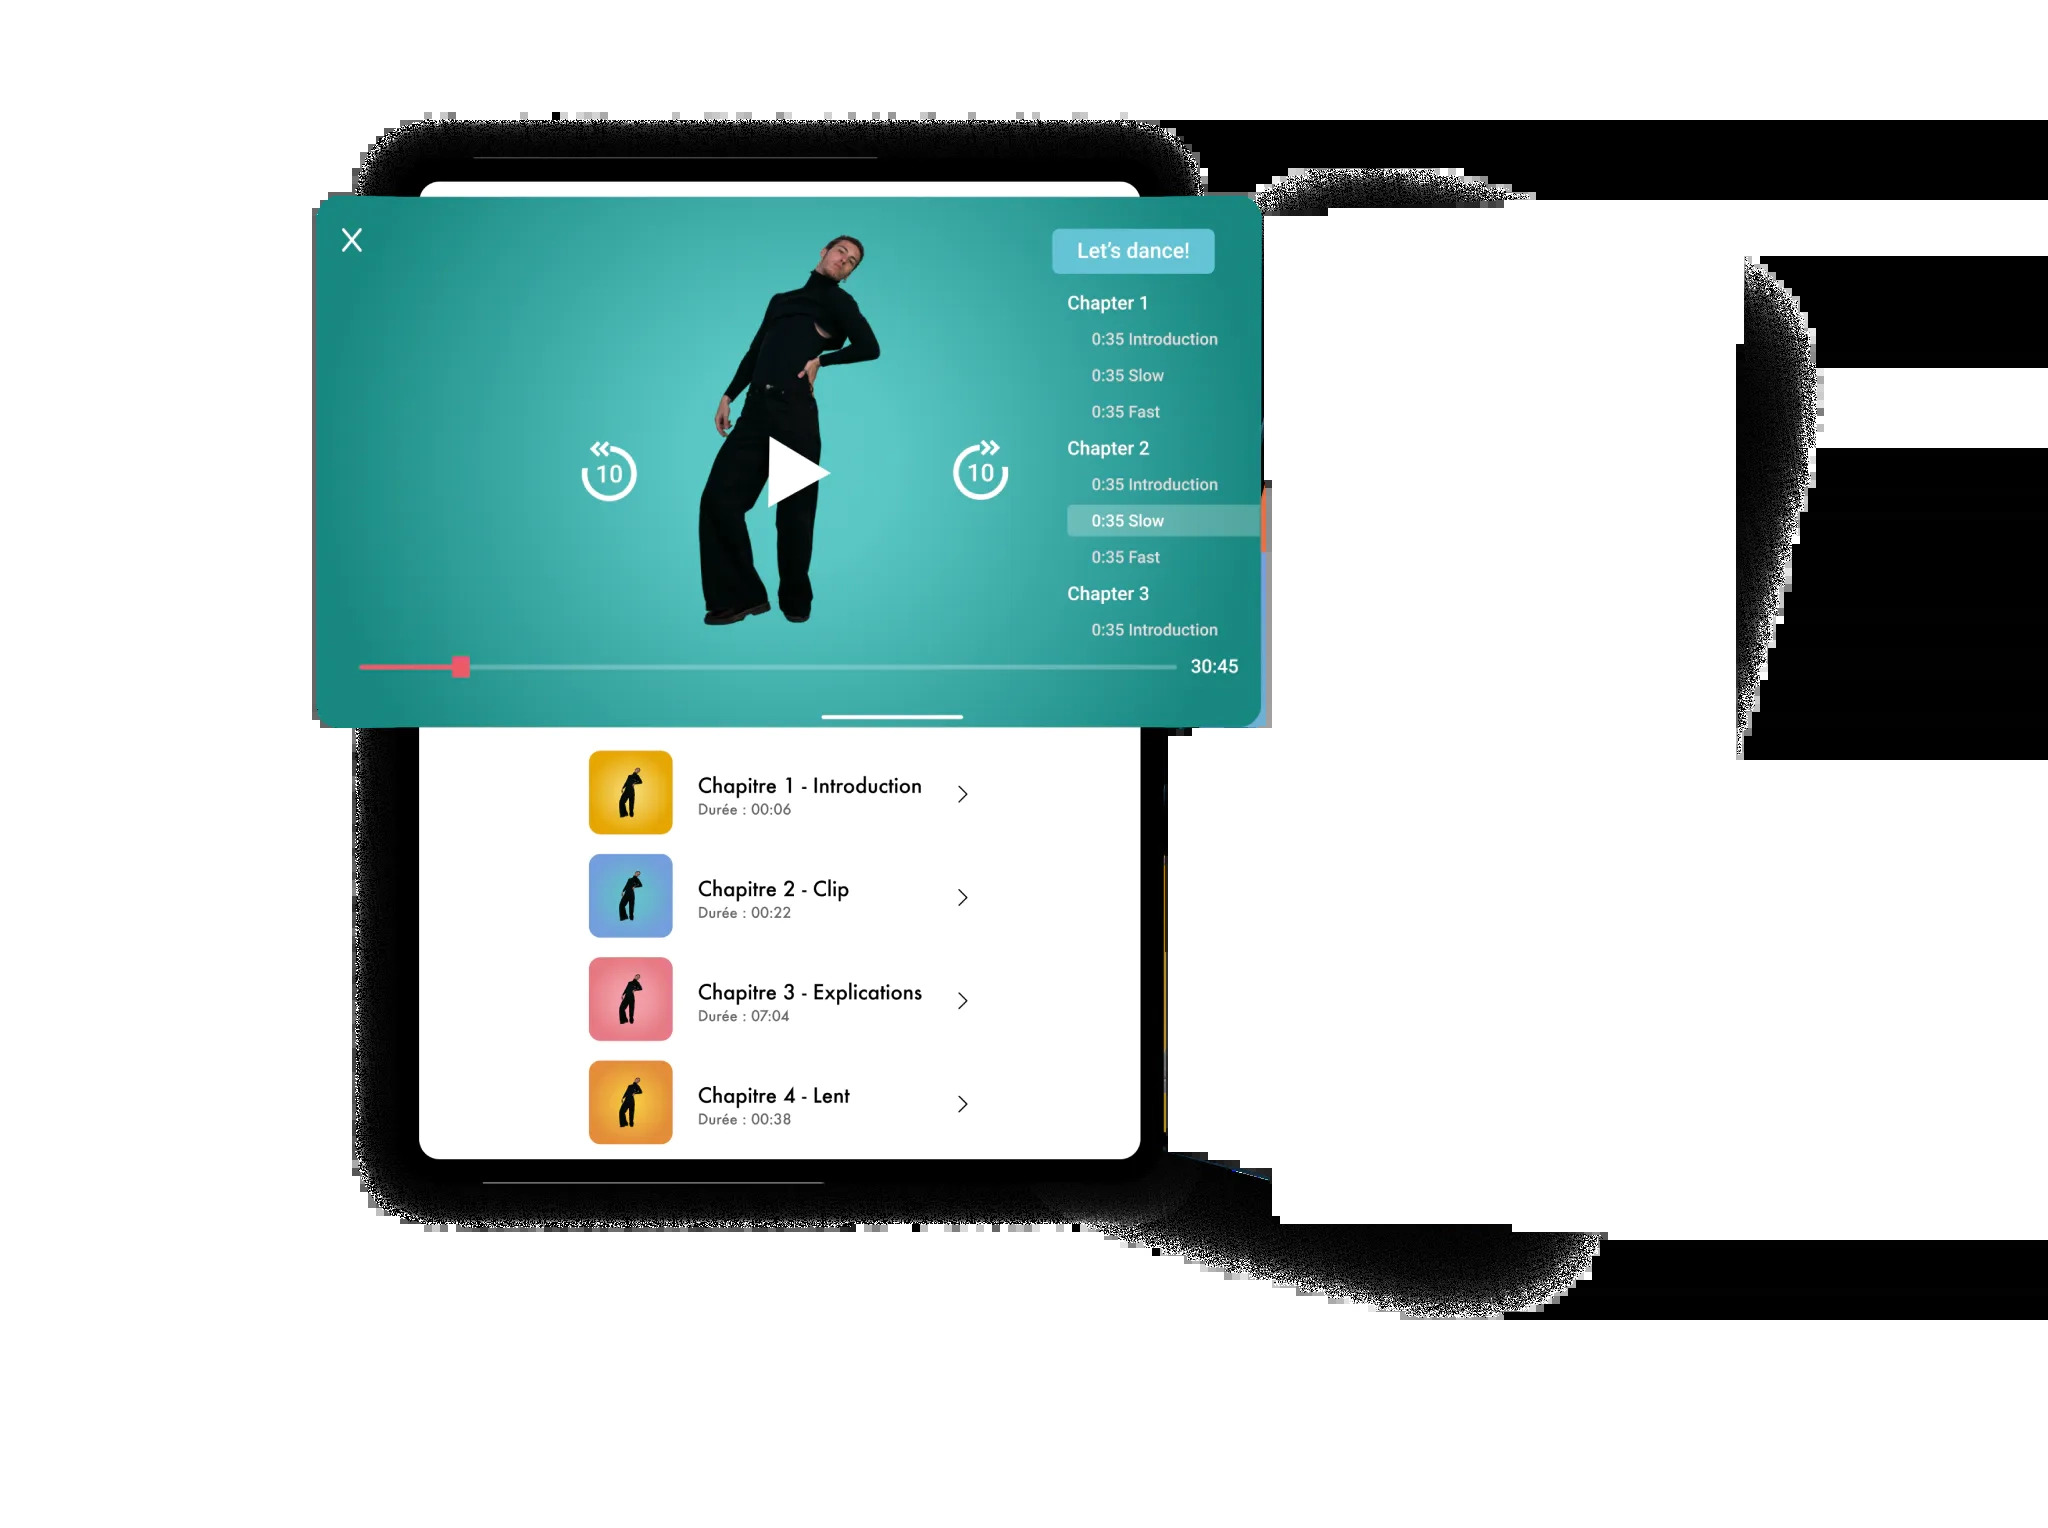 Let's dance!
Chapter 1
0:35 Introduction
0:35 Slow
0:35 Fast
Chapter 2
0:35 Introduction
0:35 Slow
0:35 Fast
Chapter 3
0:35 Introduction
10
10
30:45
Chapitre 1 - Introduction
Durée : 00:06
Chapitre 2 - Clip
Durée : 00:22
Chapitre 3 - Explications
Durée : 07:04
Chapitre 4 - Lent
Durée : 00:38